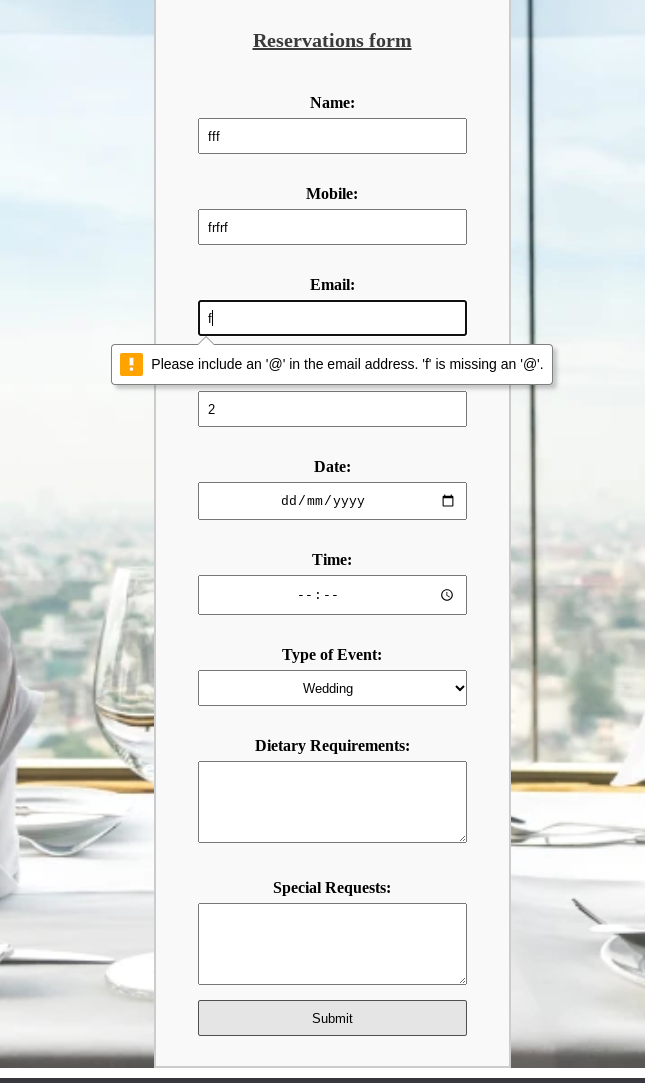 Reservations form
Name:
fff
Mobile:
frfrf
Email:
f
Please include an '@' in the email address. 'f' is missing an '@'.
2
Date:
dd/mm/yyyy
Time:
--:--
Type of Event:
Wedding
Dietary Requirements:
Special Requests:
Submit